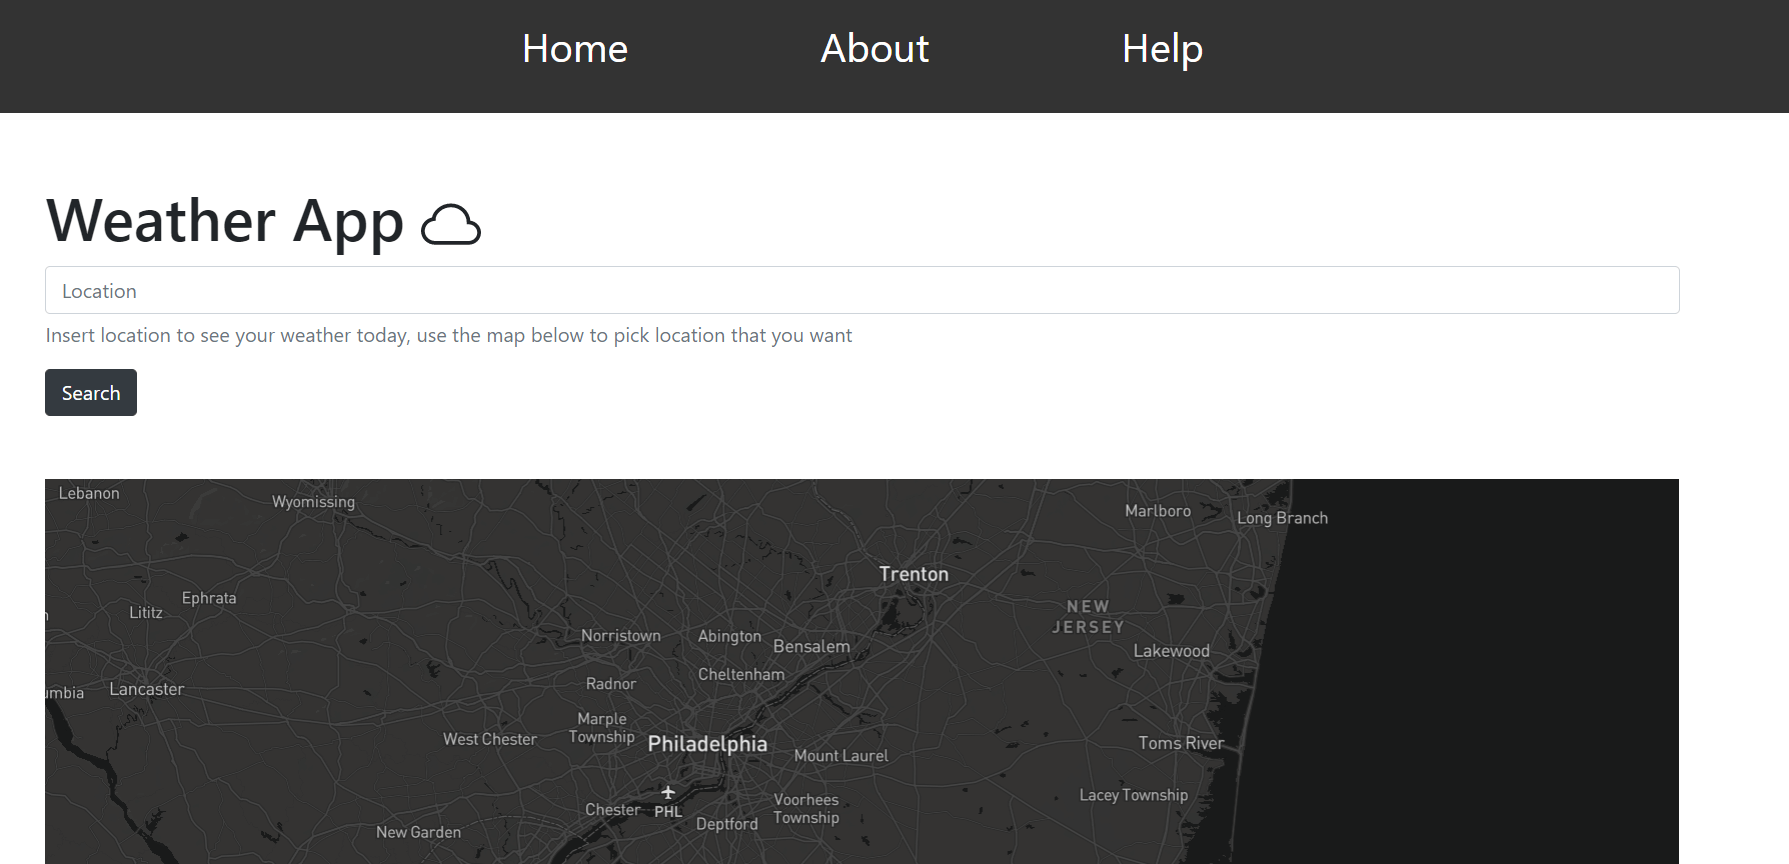 Home About Help
Weather App
Location
Insert location to see your weather today, use the map below to pick location that you want
Search
Lebanon
Wyomissing
Marlboro
Long Branch
Trenton
Ephrata
Lititz
NEW
JERSEY
Norristown
Abington
Bensalem
Lakewood
Cheltenham
Radnor
Lancaster
umbia
Marple
Township
West Chester
Philadelphia
Mount Laurel
Toms River
Lacey Township
Voorhees
Township
Chester
PHL
Deptford
New Garden